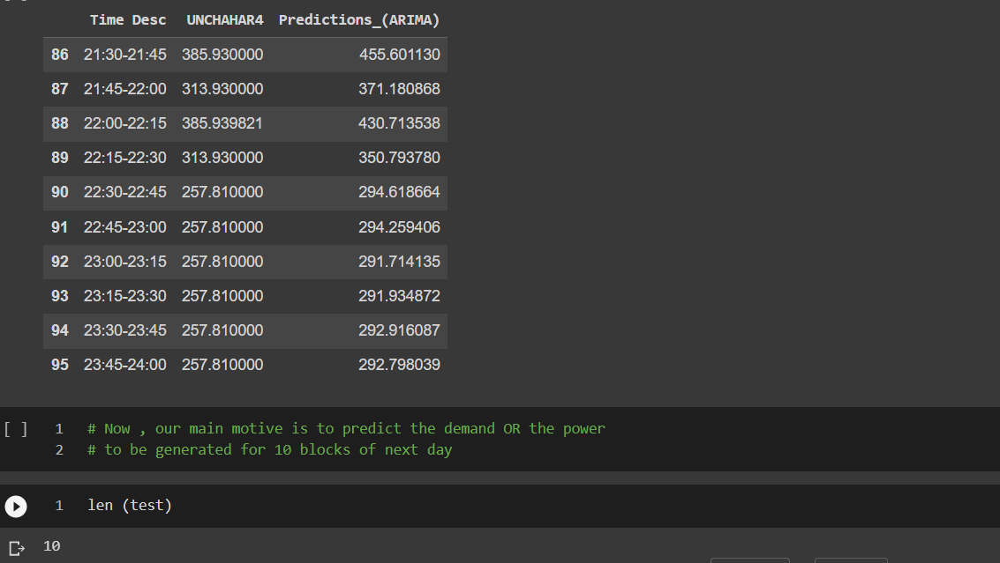 Time Desc UNCHAHAR4 Predictions_(ARIMA)
86 21:30-21:45 385.930000 455.601130
87 21:45-22:00 313.930000 371.180868
88 22:00-22:15 385.939821 430.713538
89 22:15-22:30 313.930000 350.793780
90 22:30-22:45 257.810000 294.618664
91 22:45-23:00 257.810000 294.259406
92 23:00-23:15 257.810000 291.714135
93 23:15-23:30 257.810000 291.934872
94 23:30-23:45 257.810000 292.916087
95 23:45-24:00 257.810000 292.798039
[ ] 1 # Now , our main motive is to predict the demand OR the power
2 # to be generated for 10 blocks of next day
1 len (test)
10